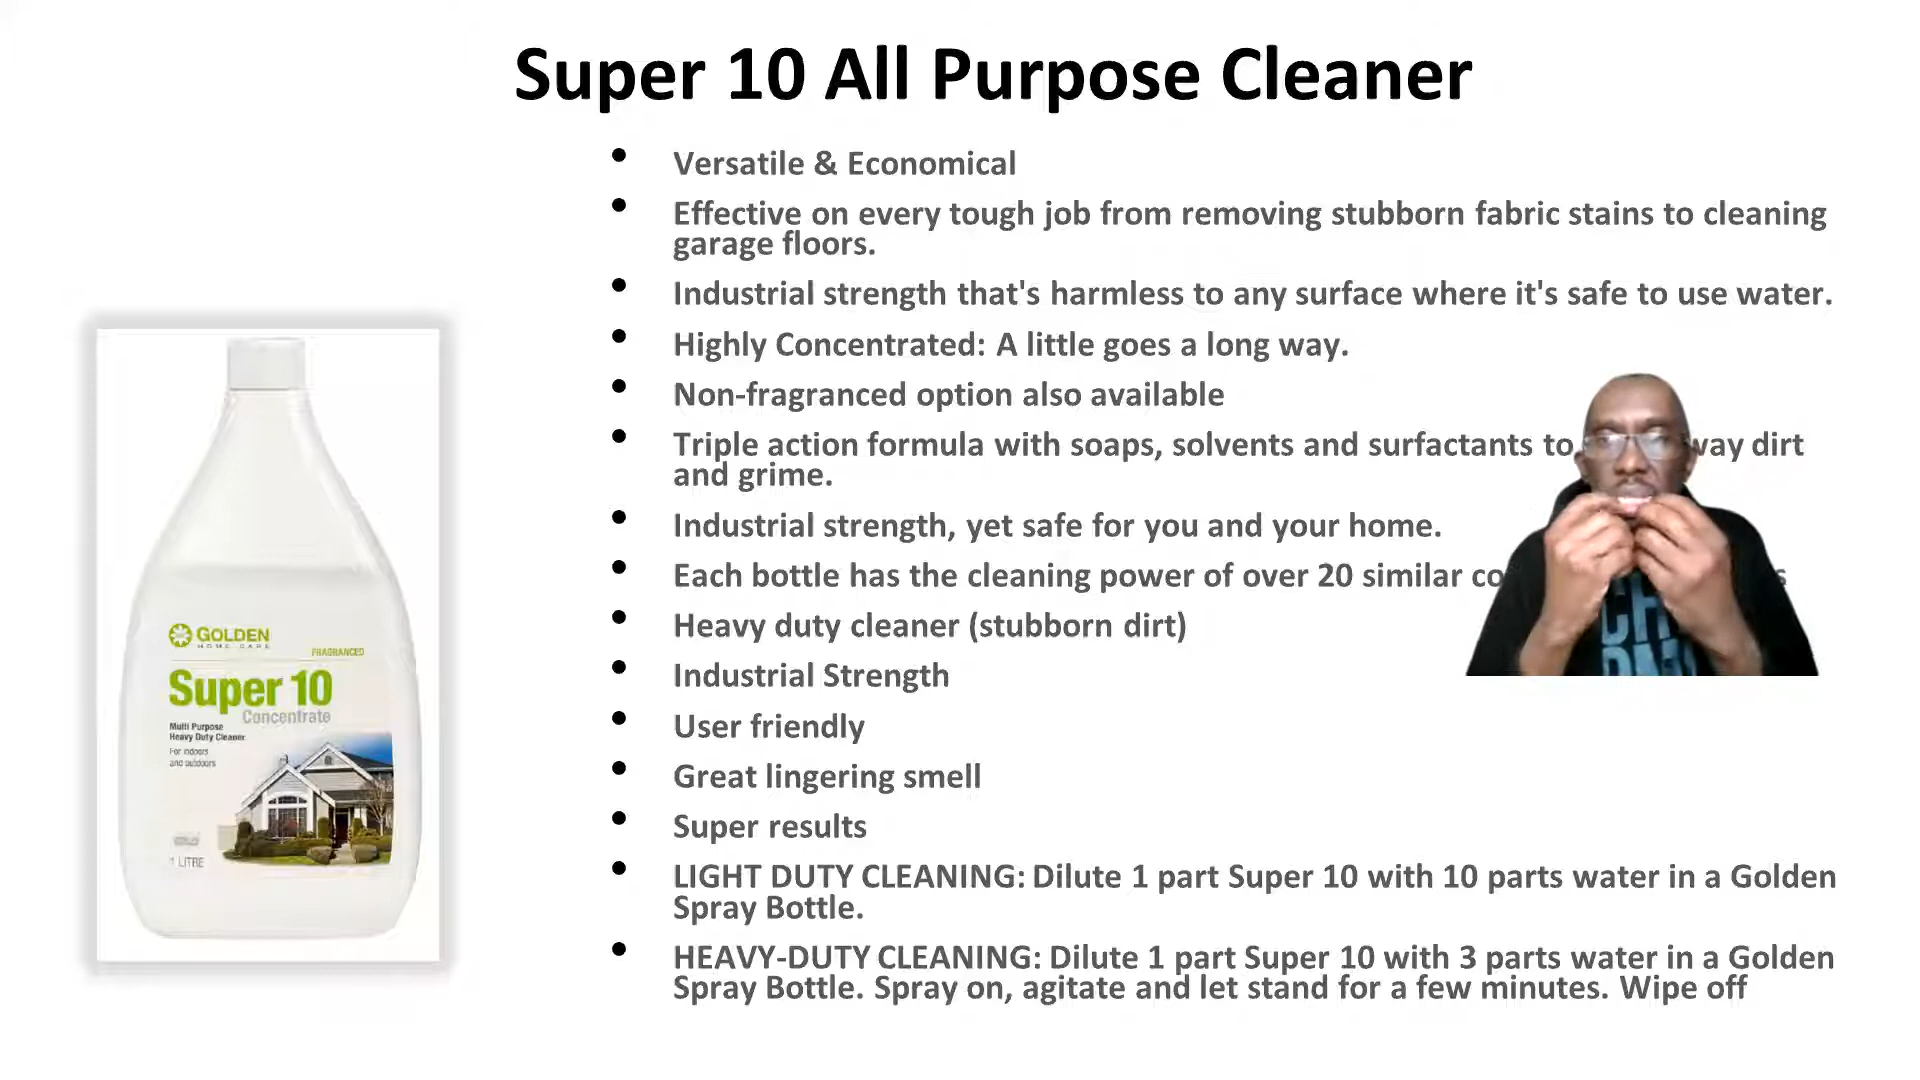 Super 10 All Purpose Cleaner
• Versatile & Economical
• Effective on every tough job from removing stubborn fabric stains to cleaning
garage floors.
• Industrial strength that's harmless to any surface where it's safe to use water.
• Highly Concentrated: A little goes a long way.
• Non-fragranced option also available
• Triple action formula with soaps, solvents and surfactants to dirt
and grime.
• Industrial strength, yet safe for you and your home.
• Each bottle has the cleaning power of over 20 similar
• Heavy duty cleaner (stubborn dirt)
• Industrial Strength
• User friendly
• Great lingering smell
• Super results
• LIGHT DUTY CLEANING: Dilute 1 part Super 10 with 10 parts water in a Golden
Spray Bottle.
• HEAVY-DUTY CLEANING: Dilute 1 part Super 10 with 3 parts water in a Golden
Spray Bottle. Spray on, agitate and let stand for a few minutes. Wipe off
GOLDEN
HOME CARE
FRAGRANCED
Super 10
Concentrate
Multi Purpose
Heavy Duty Cleaner
For indoors
and outdoors
1 LITRE